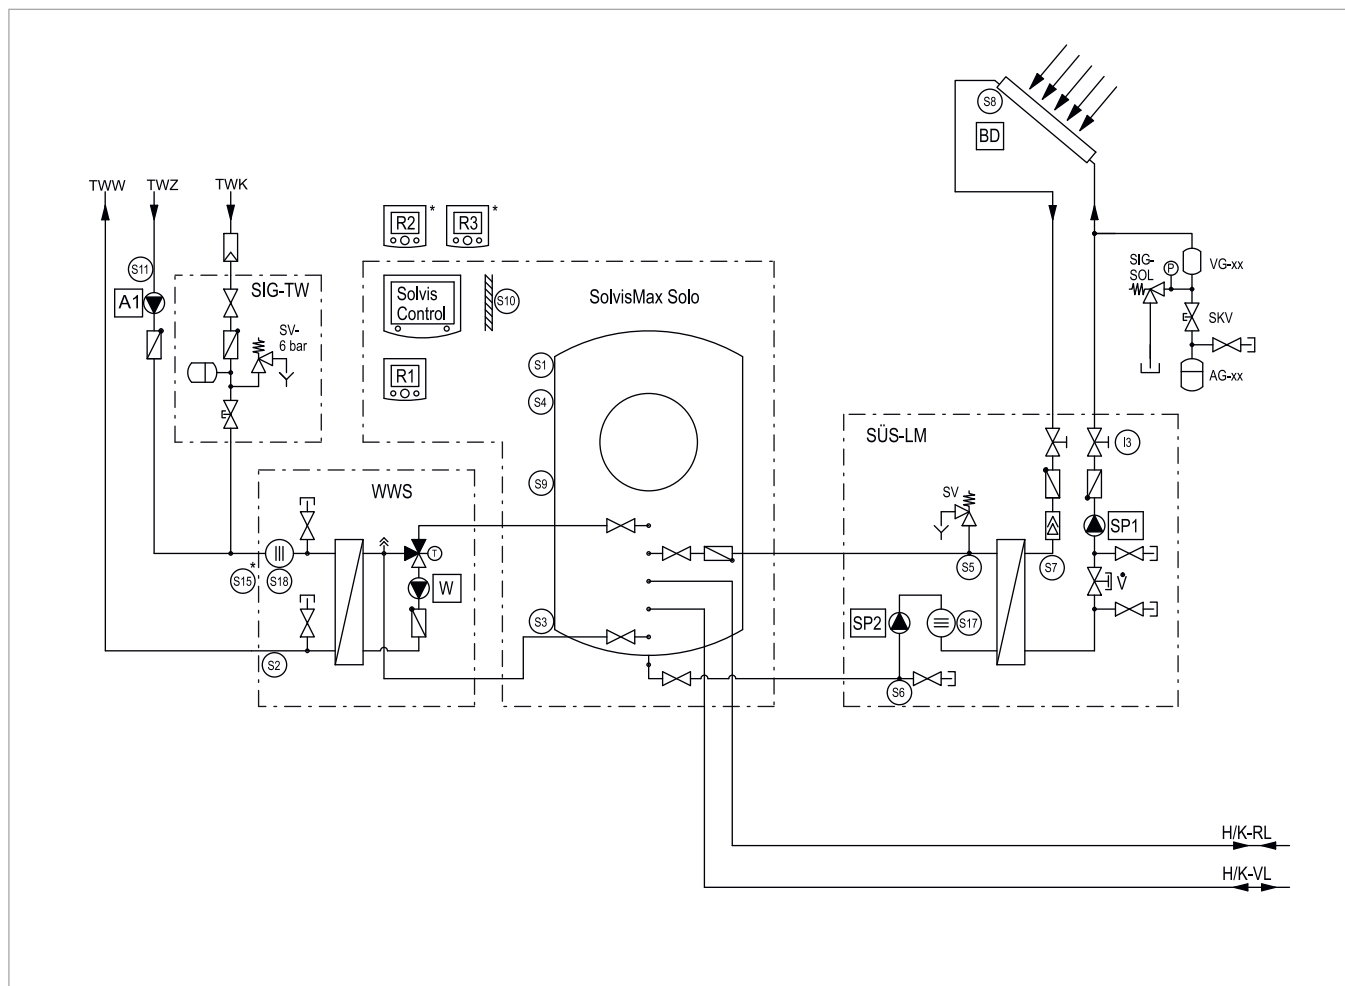 S8
BD
TWW
TWZ
TWK
R2
*
R3
*
S11
A1
SIG-TW
SV-
6 bar
Solvis
Control
S10
SolvisMax Solo
R1
S1
S4
S9
S3
SIG-
SOL
P
VG-xx
SKV
AG-xx
SÜS-LM
I3
SV
SP1
S5
S7
V̇
SP2
S17
S6
WWS
T
W
S15
*
S18
S2
H/K-RL
H/K-VL